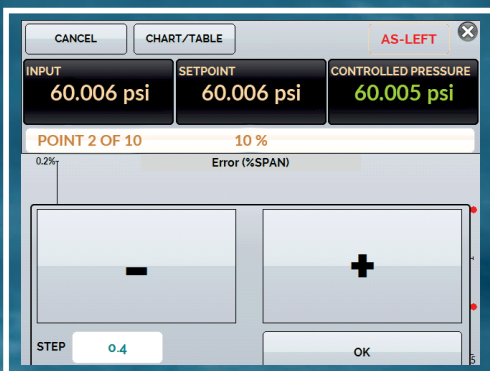 CANCEL
CHART/TABLE
AS-LEFT
INPUT
SETPOINT
CONTROLLED PRESSURE
60.006 psi
60.006 psi
60.005 psi
POINT 2 OF 10
10 %
0.2%
Error (%SPAN)
-
+
STEP
0.4
OK